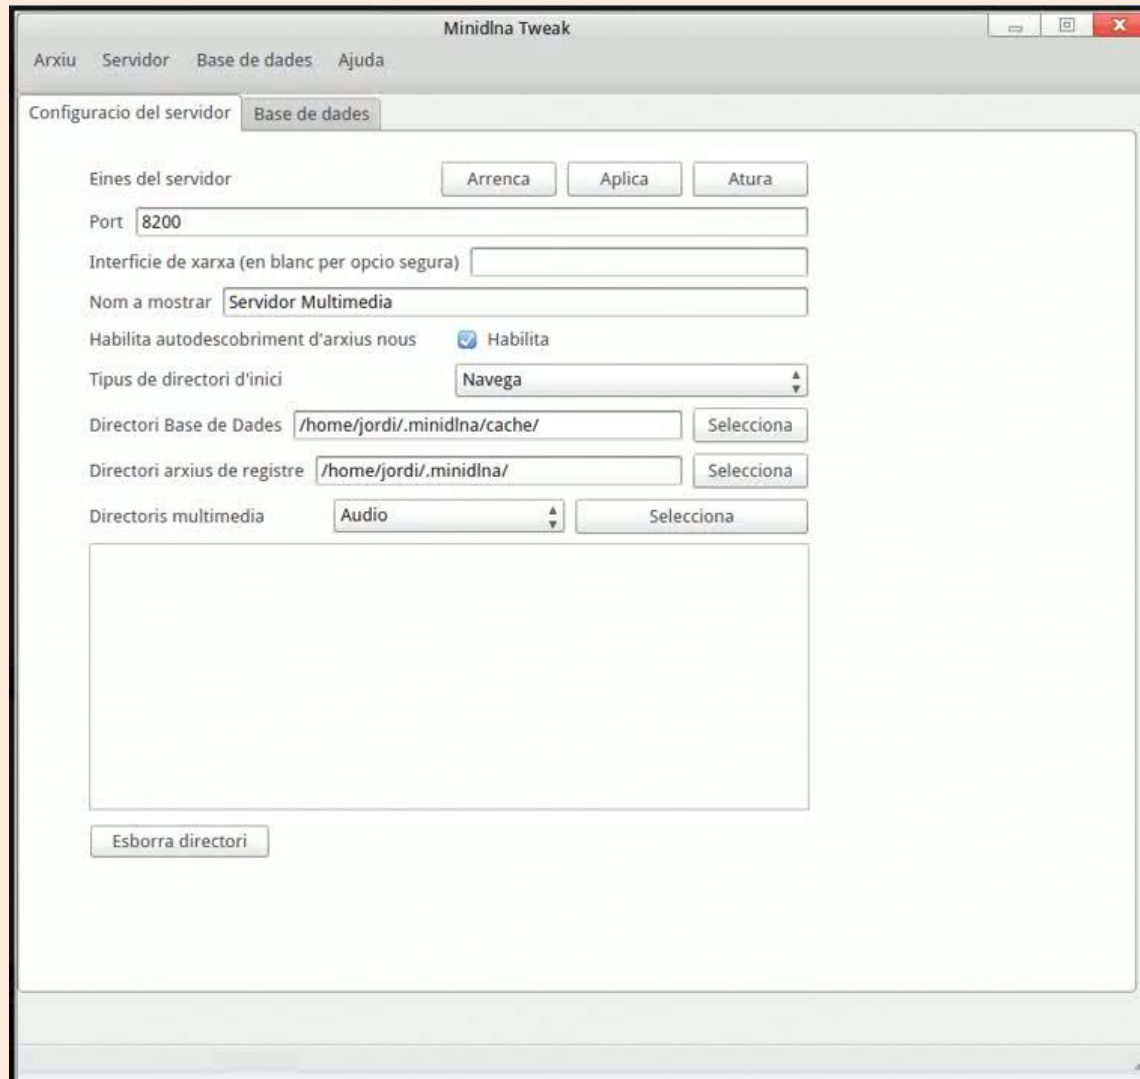 Minidlna Tweak
Arxiu Servidor Base de dades Ajuda
Configuracio del servidor Base de dades
Eines del servidor Arrenca Aplica Atura
Port 8200
Interficie de xarxa (en blanc per opcio segura)
Nom a mostrar Servidor Multimedia
Habilita autodescobriment d'arxius nous Habilita
Tipus de directori d'inici Navega
Directori Base de Dades /home/jordi/.minidlna/cache/ Selecciona
Directori arxius de registre /home/jordi/.minidlna/ Selecciona
Directoris multimedia Audio Selecciona
Esborra directori